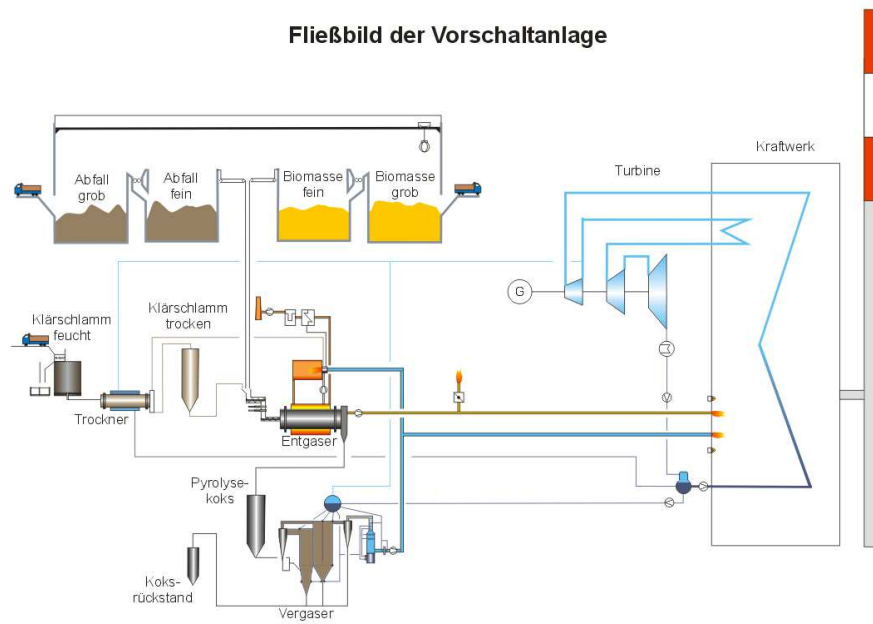 Fließbild der Vorschaltanlage
Kraftwerk
Turbine
Abfall
grob
Abfall
fein
Biomasse
fein
Biomasse
grob
G
Klärschlamm
feucht
Klärschlamm
trocken
Trockner
Entgaser
Pyrolyse-
koks
Koks-
rückstand
Vergaser